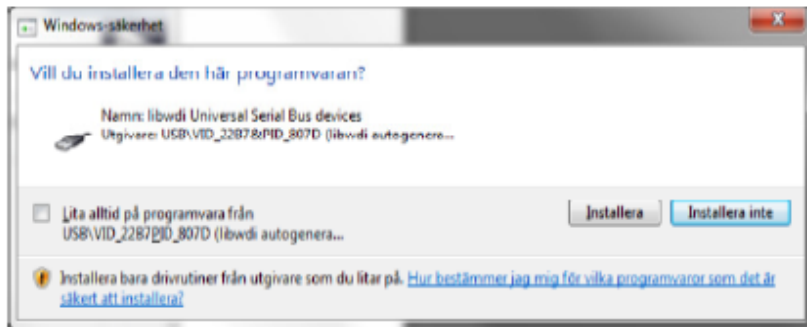 Windows-säkerhet
Vill du installera den här programvaran?
Namn: libwdi Universal Serial Bus devices
Utgivare: USB\VID_22B7&PID_807D (libwdi autogenera...
Lita alltid på programvara från
USB\VID_22B7PID_807D (libwdi autogenera...
Installera
Installera inte
Installera bara drivrutiner från utgivare som du litar på. Hur bestämmer jag mig för vilka programvaror som det är
säkert att installera?